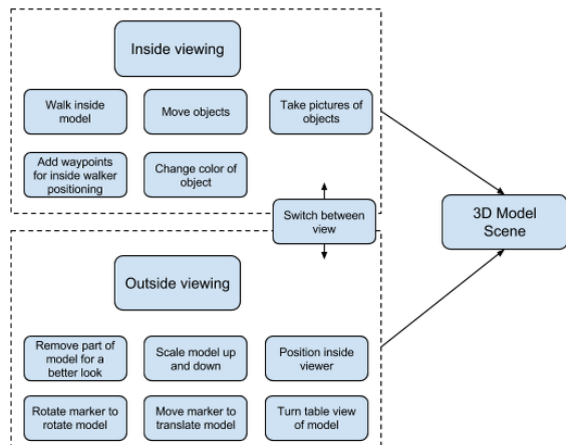 Inside viewing
Walk inside
model
Move objects
Take pictures of
objects
Add waypoints
for inside walker
positioning
Change color of
object
Switch between
view
3D Model
Scene
Outside viewing
Remove part of
model for a
better look
Scale model up
and down
Position inside
viewer
Rotate marker to
rotate model
Move marker to
translate model
Turn table view
of model